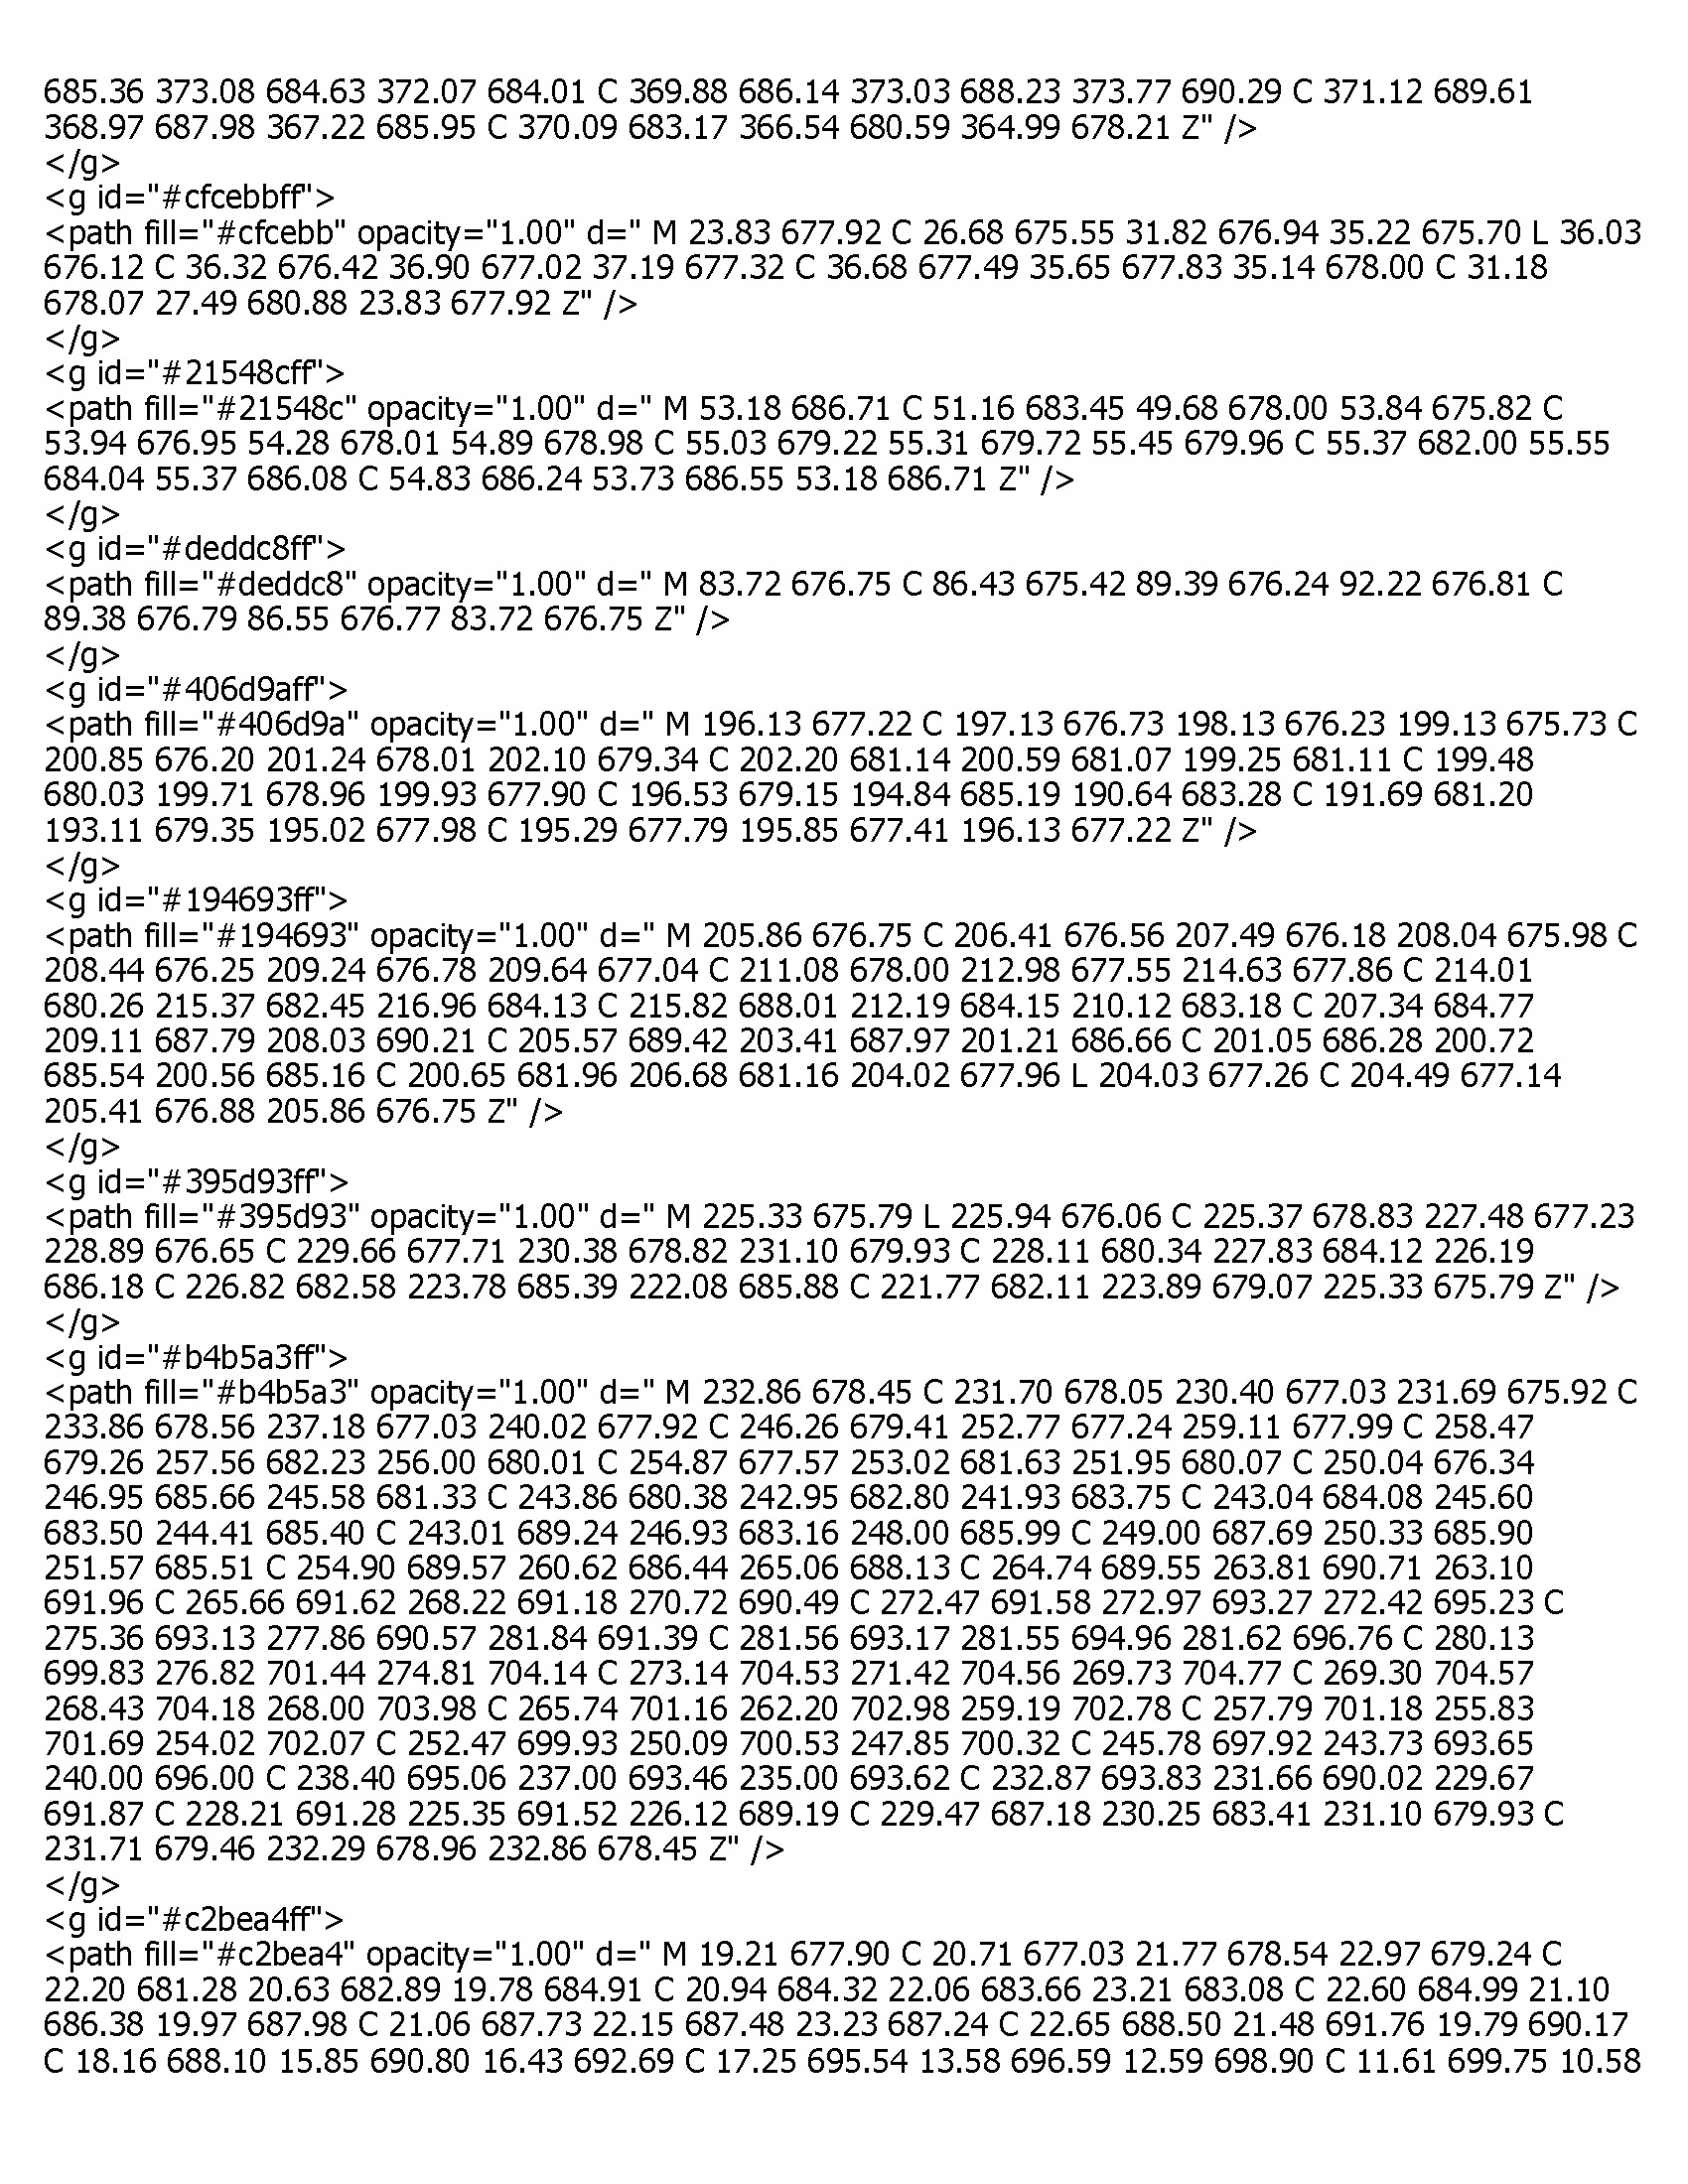 685.36 373.08 684.63 372.07 684.01 C 369.88 686.14 373.03 688.23 373.77 690.29 C 371.12 689.61
368.97 687.98 367.22 685.95 C 370.09 683.17 366.54 680.59 364.99 678.21 Z" />
</g>
<g id="#cfcebbff">
<path fill="#cfcebb" opacity="1.00" d=" M 23.83 677.92 C 26.68 675.55 31.82 676.94 35.22 675.70 L 36.03
676.12 C 36.32 676.42 36.90 677.02 37.19 677.32 C 36.68 677.49 35.65 677.83 35.14 678.00 C 31.18
678.07 27.49 680.88 23.83 677.92 Z" />
</g>
<g id="#21548cff">
<path fill="#21548c" opacity="1.00" d=" M 53.18 686.71 C 51.16 683.45 49.68 678.00 53.84 675.82 C
53.94 676.95 54.28 678.01 54.89 678.98 C 55.03 679.22 55.31 679.72 55.45 679.96 C 55.37 682.00 55.55
684.04 55.37 686.08 C 54.83 686.24 53.73 686.55 53.18 686.71 Z" />
</g>
<g id="#deddc8ff">
<path fill="#deddc8" opacity="1.00" d=" M 83.72 676.75 C 86.43 675.42 89.39 676.24 92.22 676.81 C
89.38 676.79 86.55 676.77 83.72 676.75 Z" />
</g>
<g id="#406d9aff">
<path fill="#406d9a" opacity="1.00" d=" M 196.13 677.22 C 197.13 676.73 198.13 676.23 199.13 675.73 C
200.85 676.20 201.24 678.01 202.10 679.34 C 202.20 681.14 200.59 681.07 199.25 681.11 C 199.48
680.03 199.71 678.96 199.93 677.90 C 196.53 679.15 194.84 685.19 190.64 683.28 C 191.69 681.20
193.11 679.35 195.02 677.98 C 195.29 677.79 195.85 677.41 196.13 677.22 Z" />
</g>
<g id="#194693ff">
<path fill="#194693" opacity="1.00" d=" M 205.86 676.75 C 206.41 676.56 207.49 676.18 208.04 675.98 C
208.44 676.25 209.24 676.78 209.64 677.04 C 211.08 678.00 212.98 677.55 214.63 677.86 C 214.01
680.26 215.37 682.45 216.96 684.13 C 215.82 688.01 212.19 684.15 210.12 683.18 C 207.34 684.77
209.11 687.79 208.03 690.21 C 205.57 689.42 203.41 687.97 201.21 686.66 C 201.05 686.28 200.72
685.54 200.56 685.16 C 200.65 681.96 206.68 681.16 204.02 677.96 L 204.03 677.26 C 204.49 677.14
205.41 676.88 205.86 676.75 Z" />
</g>
<g id="#395d93ff">
<path fill="#395d93" opacity="1.00" d=" M 225.33 675.79 L 225.94 676.06 C 225.37 678.83 227.48 677.23
228.89 676.65 C 229.66 677.71 230.38 678.82 231.10 679.93 C 228.11 680.34 227.83 684.12 226.19
686.18 C 226.82 682.58 223.78 685.39 222.08 685.88 C 221.77 682.11 223.89 679.07 225.33 675.79 Z" />
</g>
<g id="#b4b5a3ff">
<path fill="#b4b5a3" opacity="1.00" d=" M 232.86 678.45 C 231.70 678.05 230.40 677.03 231.69 675.92 C
233.86 678.56 237.18 677.03 240.02 677.92 C 246.26 679.41 252.77 677.24 259.11 677.99 C 258.47
679.26 257.56 682.23 256.00 680.01 C 254.87 677.57 253.02 681.63 251.95 680.07 C 250.04 676.34
246.95 685.66 245.58 681.33 C 243.86 680.38 242.95 682.80 241.93 683.75 C 243.04 684.08 245.60
683.50 244.41 685.40 C 243.01 689.24 246.93 683.16 248.00 685.99 C 249.00 687.69 250.33 685.90
251.57 685.51 C 254.90 689.57 260.62 686.44 265.06 688.13 C 264.74 689.55 263.81 690.71 263.10
691.96 C 265.66 691.62 268.22 691.18 270.72 690.49 C 272.47 691.58 272.97 693.27 272.42 695.23 C
275.36 693.13 277.86 690.57 281.84 691.39 C 281.56 693.17 281.55 694.96 281.62 696.76 C 280.13
699.83 276.82 701.44 274.81 704.14 C 273.14 704.53 271.42 704.56 269.73 704.77 C 269.30 704.57
268.43 704.18 268.00 703.98 C 265.74 701.16 262.20 702.98 259.19 702.78 C 257.79 701.18 255.83
701.69 254.02 702.07 C 252.47 699.93 250.09 700.53 247.85 700.32 C 245.78 697.92 243.73 693.65
240.00 696.00 C 238.40 695.06 237.00 693.46 235.00 693.62 C 232.87 693.83 231.66 690.02 229.67
691.87 C 228.21 691.28 225.35 691.52 226.12 689.19 C 229.47 687.18 230.25 683.41 231.10 679.93 C
231.71 679.46 232.29 678.96 232.86 678.45 Z" />
</g>
<g id="#c2bea4ff">
<path fill="#c2bea4" opacity="1.00" d=" M 19.21 677.90 C 20.71 677.03 21.77 678.54 22.97 679.24 C
22.20 681.28 20.63 682.89 19.78 684.91 C 20.94 684.32 22.06 683.66 23.21 683.08 C 22.60 684.99 21.10
686.38 19.97 687.98 C 21.06 687.73 22.15 687.48 23.23 687.24 C 22.65 688.50 21.48 691.76 19.79 690.17
C 18.16 688.10 15.85 690.80 16.43 692.69 C 17.25 695.54 13.58 696.59 12.59 698.90 C 11.61 699.75 10.58